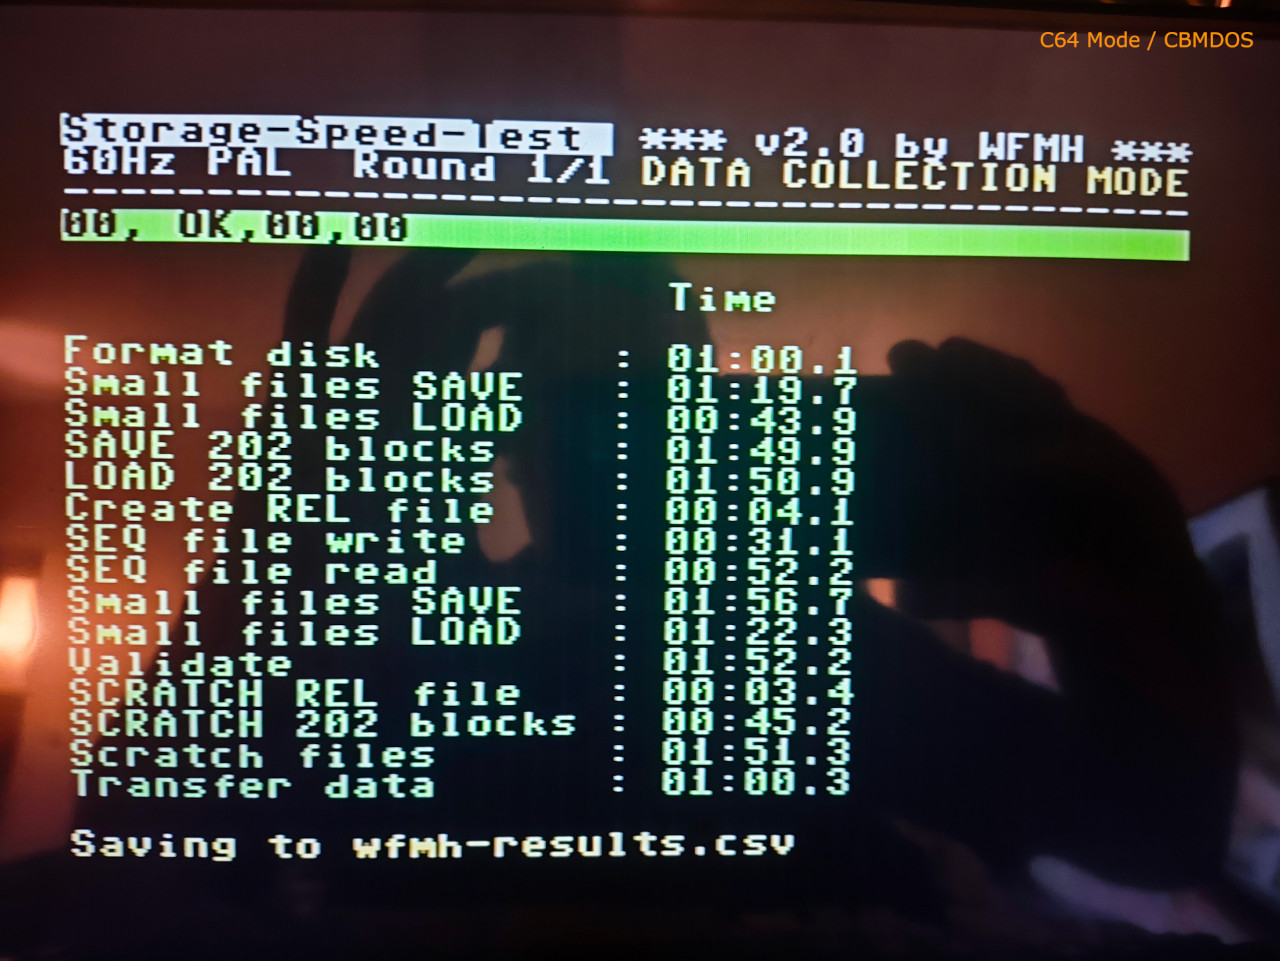 C64 Mode / CBMDOS
Storage-Speed-Test *** v2.0 by WFMH ***
60Hz PAL Round 1/1 DATA COLLECTION MODE
---------------------------------------
00, OK,00,00
Time
Format disk : 01:00.1
Small files SAVE : 01:19.7
Small files LOAD : 00:43.9
SAVE 202 blocks : 01:49.9
LOAD 202 blocks : 01:50.9
Create REL file : 00:04.1
SEQ file write : 00:31.1
SEQ file read : 00:52.2
Small files SAVE : 01:56.7
Small files LOAD : 01:22.3
Validate : 01:52.2
SCRATCH REL file : 00:03.4
SCRATCH 202 blocks : 00:45.2
Scratch files : 01:51.3
Transfer data : 01:00.3
Saving to wfmh-results.csv